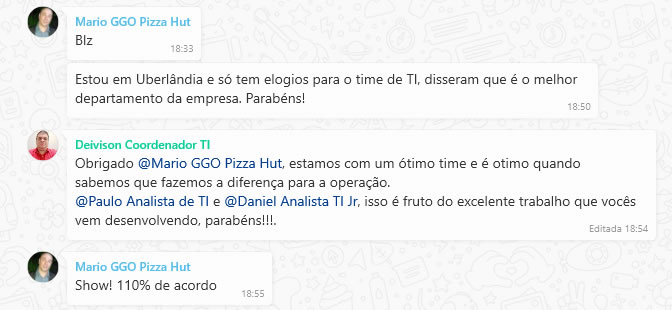 Mario GGO Pizza Hut
Blz
18:33
Estou em Uberlândia e só tem elogios para o time de TI, disseram que é o melhor
departamento da empresa. Parabéns!
18:50
Deivison Coordenador TI
Obrigado @Mario GGO Pizza Hut, estamos com um ótimo time e é otimo quando
sabemos que fazemos a diferença para a operação.
@Paulo Analista de TI e @Daniel Analista TI Jr, isso é fruto do excelente trabalho que vocês
vem desenvolvendo, parabéns!!!.
Editada 18:54
Mario GGO Pizza Hut
Show! 110% de acordo
18:55